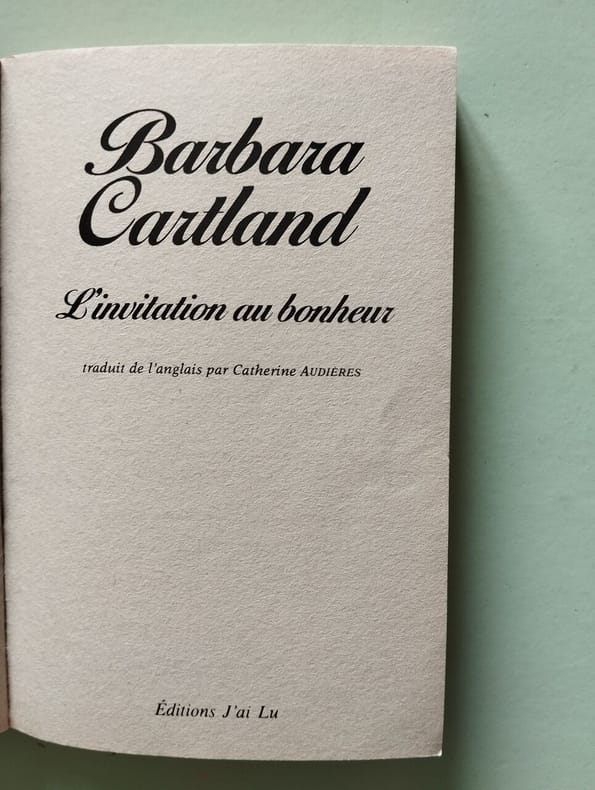 Barbara
Cartland
L'invitation au bonheur
traduit de l'anglais par Catherine AUDIÈRES
Éditions J'ai Lu